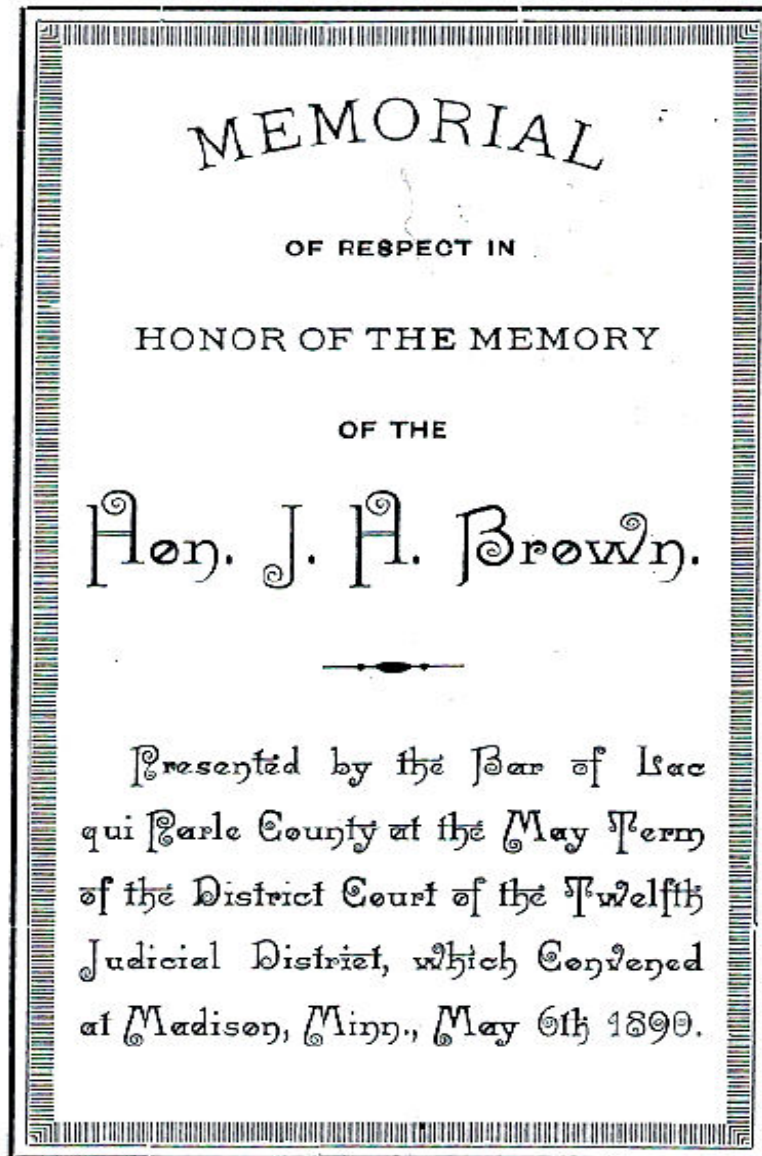 MEMORIAL
OF RESPECT IN
HONOR OF THE MEMORY
OF THE
Hon. J. H. Brown.
Presented by the Bar of Lac
qui Parle County at the May Term
of the District Court of the Twelfth
Judicial District, which Convened
at Madison, Minn., May 6th 1890.